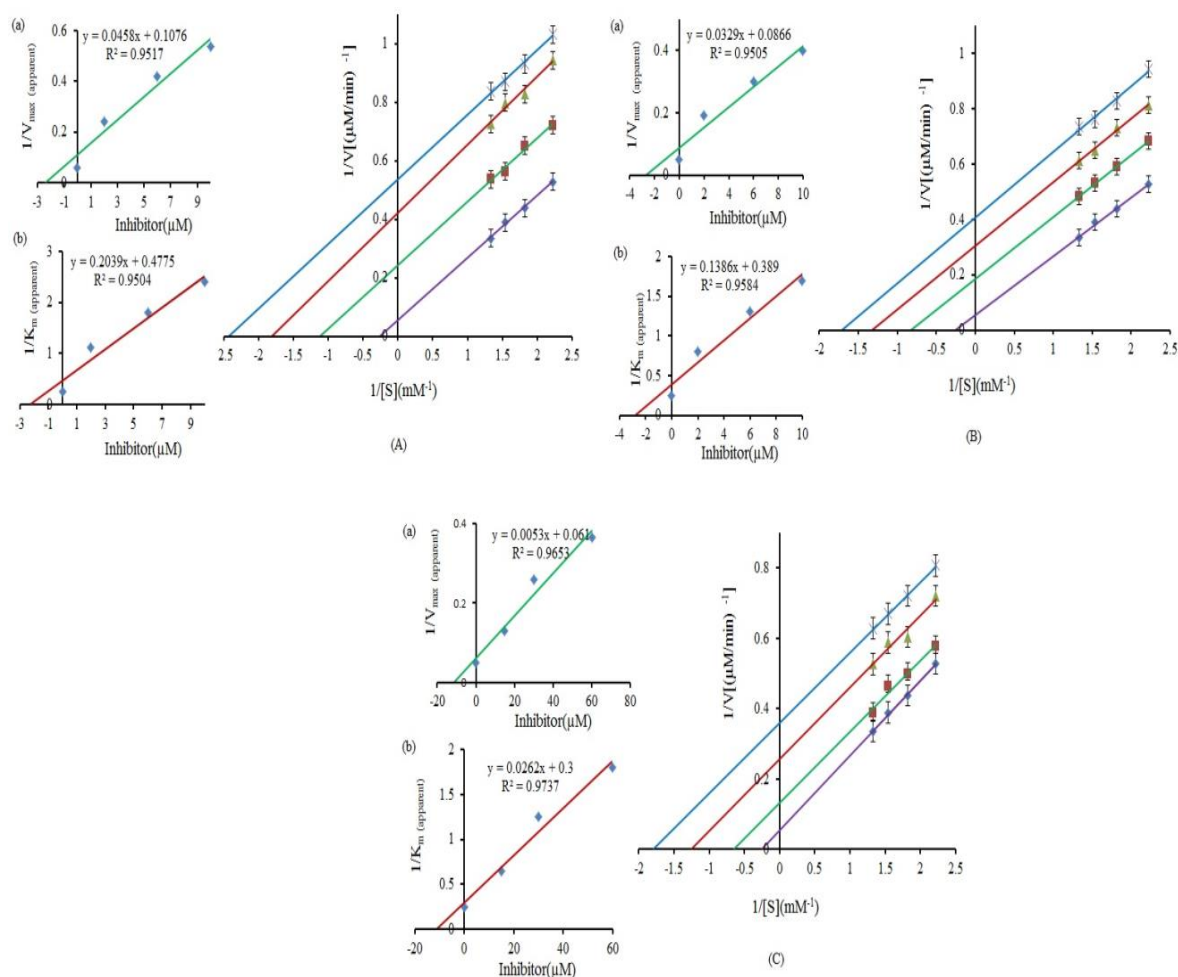 (a)
y = 0.0458x + 0.1076
R² = 0.9517
1/Vmax (apparent)
0.6
0.4
0.2
0
-3 -1 1 3 6 9
Inhibitor(µM)
(b)
y = 0.2039x + 0.4775
R² = 0.9504
1/Km (apparent)
3
2
1
0
-3 -1 1 3 6 9
Inhibitor(µM)
1/V[(µM/min) -1]
1
0.8
0.6
0.4
0.2
0
2.5 -2 -1.5 -1 -0.5 0 0.5 1 1.5 2 2.5
1/[S](mM-1)
(A)
(a)
y = 0.0329x + 0.0866
R² = 0.9505
1/Vmax (apparent)
0.4
0.2
0
-4 -2 0 2 4 6 8 10
Inhibitor(µM)
(b)
y = 0.1386x + 0.389
R² = 0.9584
1/Km (apparent)
2
1.5
1
0.5
0
-4 -2 0 2 4 6 8 10
Inhibitor(µM)
1/V[(µM/min) -1]
1
0.8
0.6
0.4
0.2
0
-2 -1.5 -1 -0.5 0 0.5 1 1.5 2 2.5
1/[S](mM-1)
(B)
(a)
y = 0.0053x + 0.061
R² = 0.9653
1/Vmax (apparent)
0.4
0.2
0
-20 0 20 40 60 80
Inhibitor(µM)
(b)
y = 0.0262x + 0.3
R² = 0.9737
1/Km (apparent)
2
1.5
1
0.5
0
-20 0 20 40 60
Inhibitor(µM)
1/V[(µM/min) -1]
0.8
0.6
0.4
0.2
0
-2 -1.5 -1 -0.5 0 0.5 1 1.5 2 2.5
1/[S](mM-1)
(C)